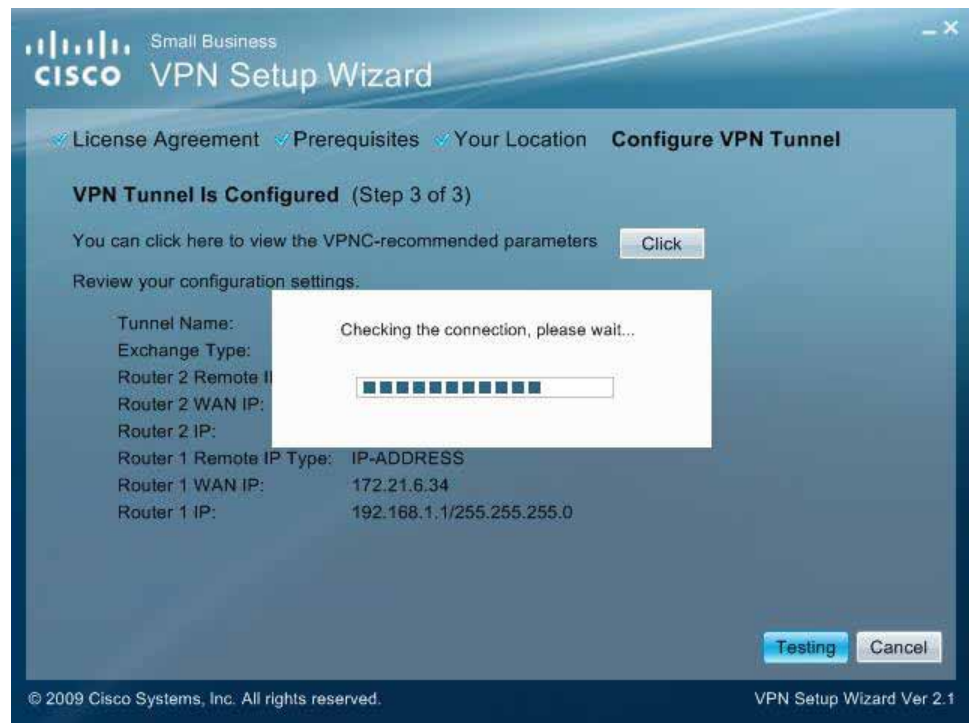 Small Business
CISCO VPN Setup Wizard
License Agreement Prerequisites Your Location Configure VPN Tunnel
VPN Tunnel Is Configured (Step 3 of 3)
You can click here to view the VPNC-recommended parameters Click
Review your configuration settings.
Checking the connection, please wait...
Tunnel Name:
Exchange Type:
Router 2 Remote
Router 2 WAN IP:
Router 2 IP:
Router 1 Remote IP Type: IP-ADDRESS
Router 1 WAN IP: 172.21.6.34
Router 1 IP: 192.168.1.1/255.255.255.0
Testing Cancel
© 2009 Cisco Systems, Inc. All rights reserved. VPN Setup Wizard Ver 2.1